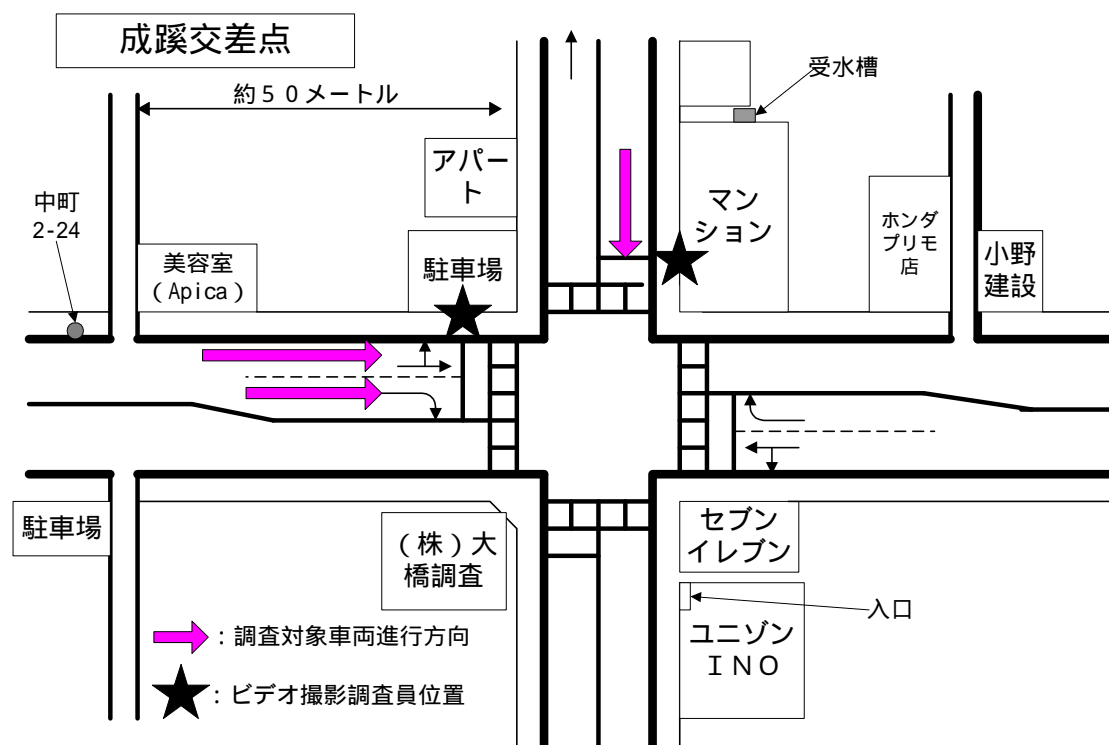 成蹊交差点
約50メートル
受水槽
アパー
ト
マン
ション
中町
2-24
ホンダ
プリモ
店
小野
建設
美容室
(Apica)
駐車場
駐車場
(株)大
橋調査
セブン
イレブン
入口
ユニゾン
INO
:調査対象車両進行方向
:ビデオ撮影調査員位置